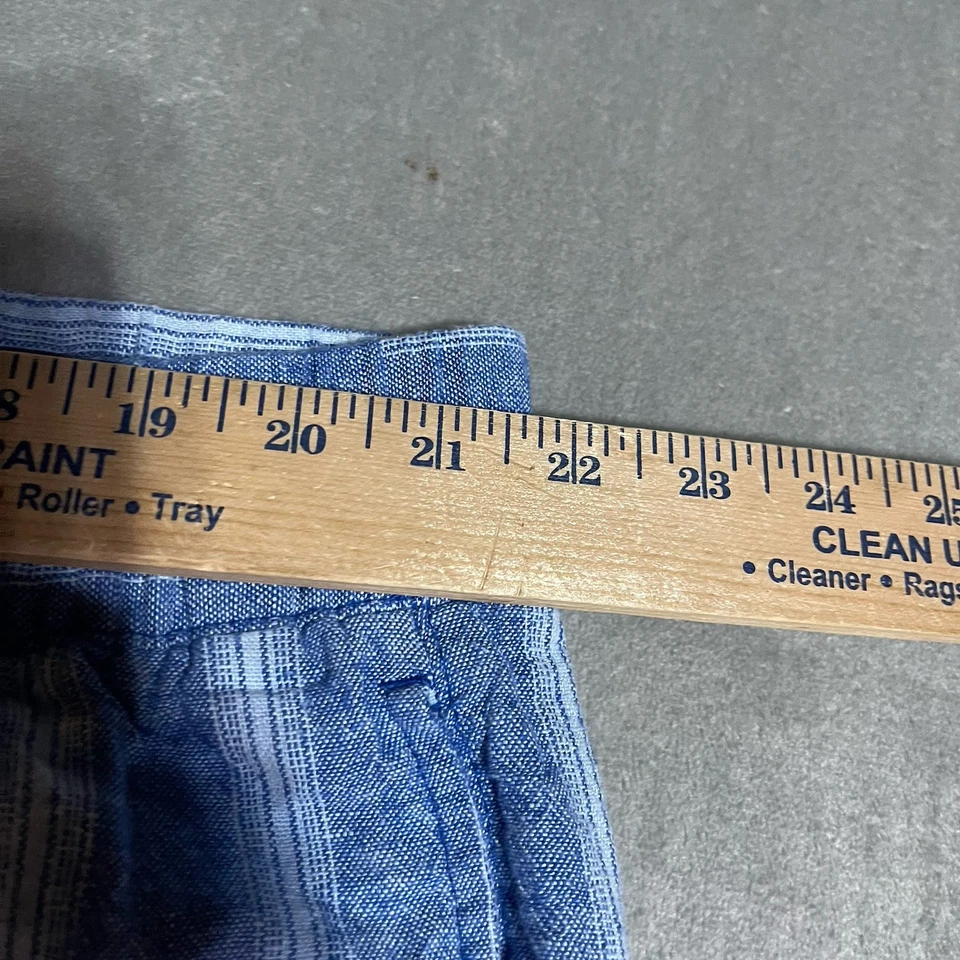 8 19 20 21 22 23 24 25
PAINT
• Roller • Tray
CLEAN U
• Cleaner • Rags